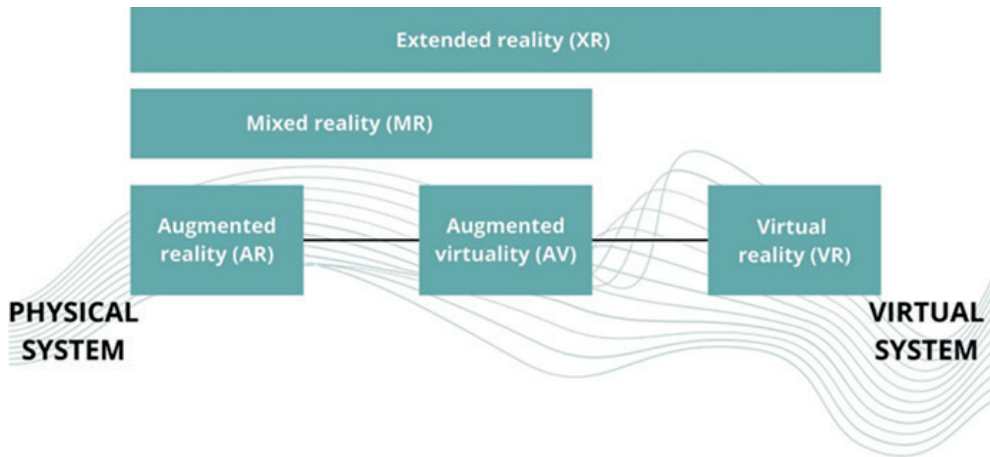 Extended reality (XR)
Mixed reality (MR)
Augmented
reality (AR)
Augmented
virtuality (AV)
Virtual
reality (VR)
PHYSICAL
SYSTEM
VIRTUAL
SYSTEM